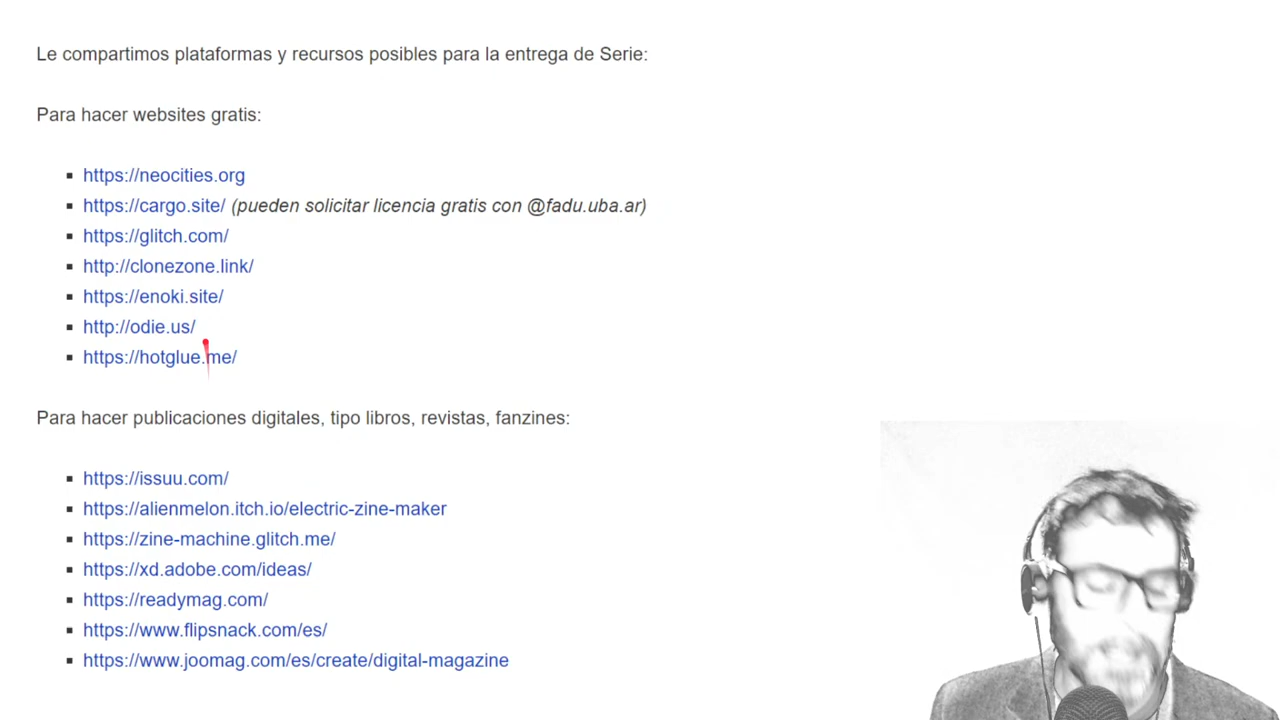 Le compartimos plataformas y recursos posibles para la entrega de Serie:
Para hacer websites gratis:
https://neocities.org
https://cargo.site/ (pueden solicitar licencia gratis con @fadu.uba.ar)
https://glitch.com/
http://clonezone.link/
https://enoki.site/
http://odie.us/
https://hotglue.me/
Para hacer publicaciones digitales, tipo libros, revistas, fanzines:
https://issuu.com/
https://alienmelon.itch.io/electric-zine-maker
https://zine-machine.glitch.me/
https://xd.adobe.com/ideas/
https://readymag.com/
https://www.flipsnack.com/es/
https://www.joomag.com/es/create/digital-magazine